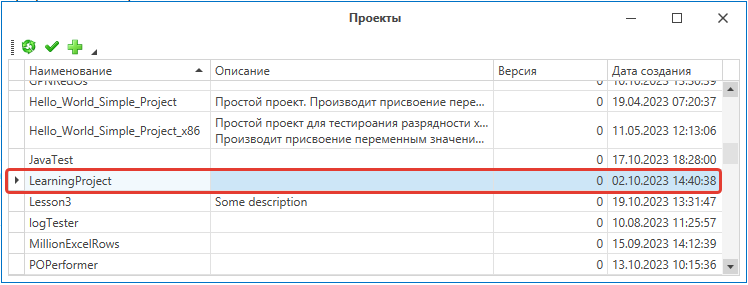 Проекты
Наименование Описание Версия Дата создания
Hello_World_Simple_Project Простой проект. Производит присвоение пере... 0 19.04.2023 07:20:37
Hello_World_Simple_Project_x86 Простой проект для тестироания разрядности х... 0 11.05.2023 12:13:06
Производит присвоение переменным значени...
JavaTest 0 17.10.2023 18:28:00
LearningProject 0 02.10.2023 14:40:38
Lesson3 Some description 0 19.10.2023 13:31:47
logTester 0 10.08.2023 11:25:57
MillionExcelRows 0 15.09.2023 14:12:39
POPerformer 0 13.10.2023 10:15:36